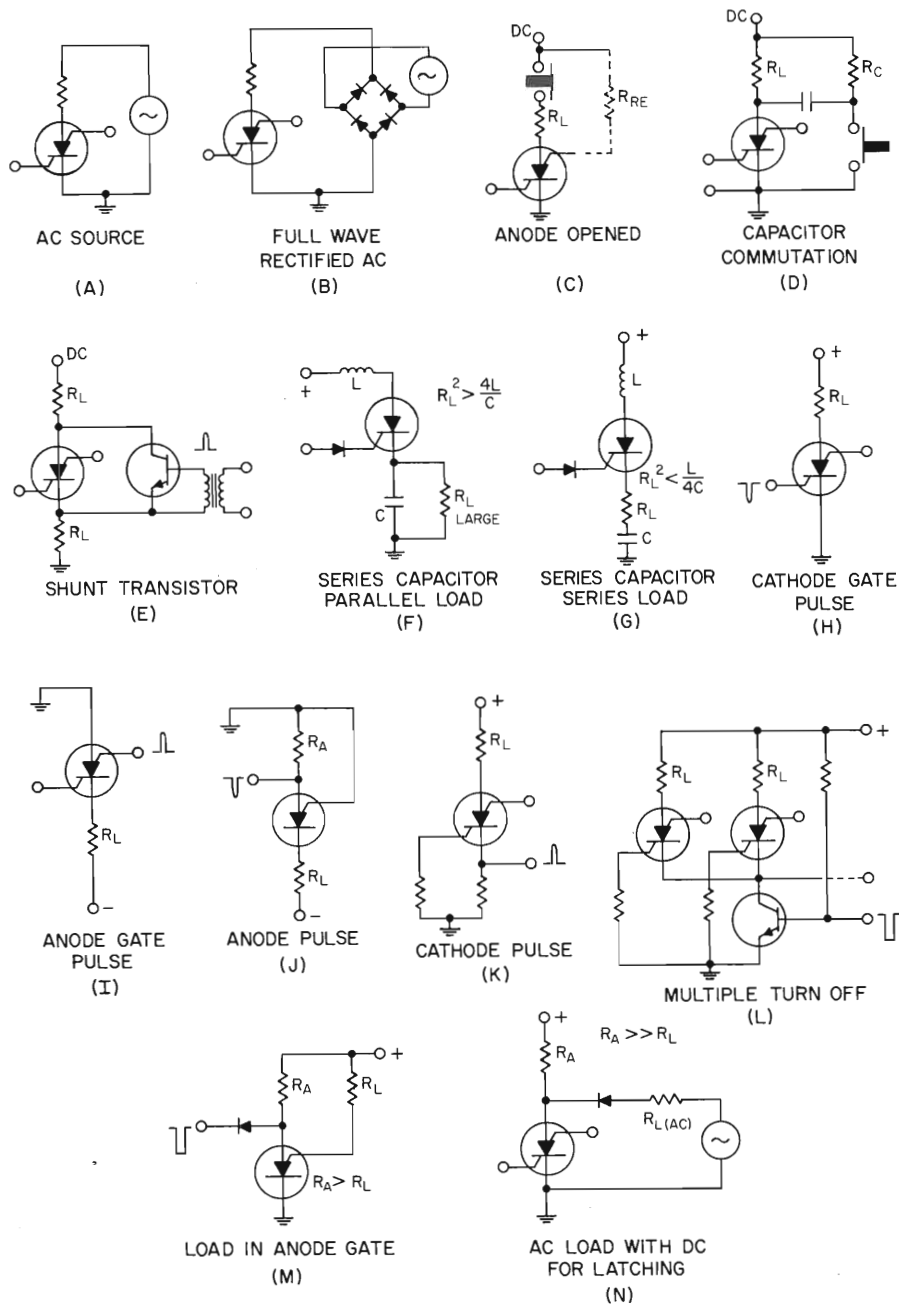 AC SOURCE
(A)
FULL WAVE
RECTIFIED AC
(B)
DC
R_L
R_RE
ANODE OPENED
(C)
DC
R_L
R_C
CAPACITOR
COMMUTATION
(D)
DC
R_L
R_L
SHUNT TRANSISTOR
(E)
+
L
R_L² > 4L/C
C
R_L
LARGE
SERIES CAPACITOR
PARALLEL LOAD
(F)
+
L
R_L² < L/4C
R_L
C
SERIES CAPACITOR
SERIES LOAD
(G)
+
R_L
CATHODE GATE
PULSE
(H)
R_L
−
ANODE GATE
PULSE
(I)
R_A
R_L
−
ANODE PULSE
(J)
+
R_L
CATHODE PULSE
(K)
+
R_L
R_L
MULTIPLE TURN OFF
(L)
+
R_A
R_L
R_A > R_L
LOAD IN ANODE GATE
(M)
+
R_A
R_A >> R_L
R_L(AC)
AC LOAD WITH DC
FOR LATCHING
(N)